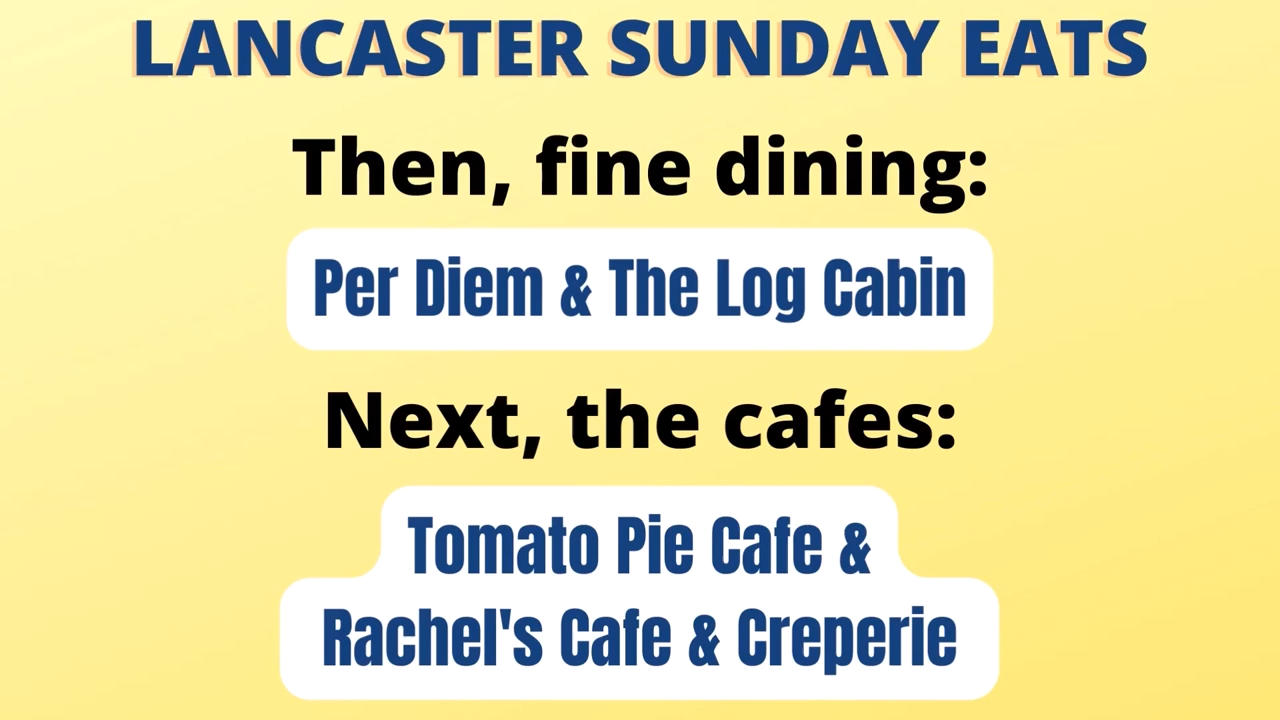 LANCASTER SUNDAY EATS
Then, fine dining:
Per Diem & The Log Cabin
Next, the cafes:
Tomato Pie Cafe &
Rachel's Cafe & Creperie